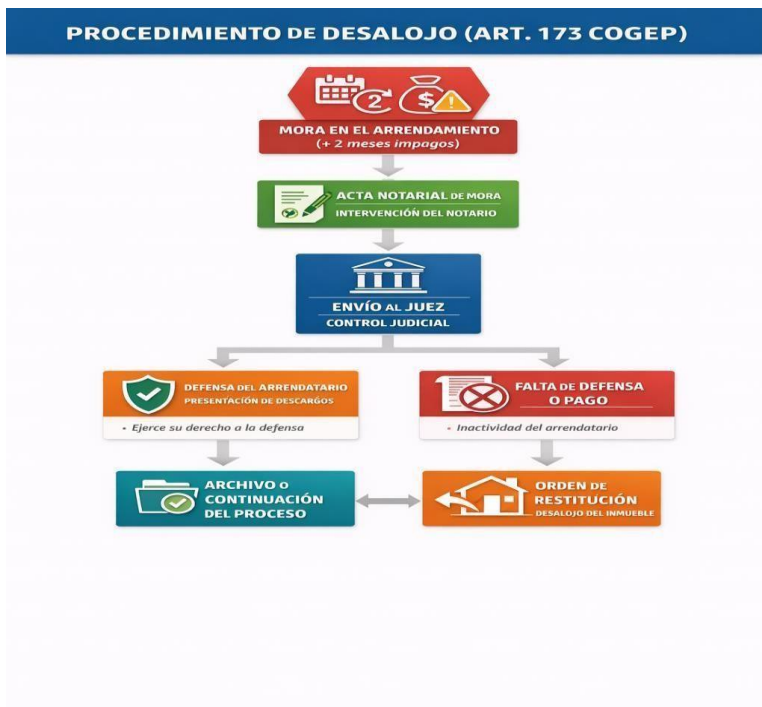 PROCEDIMIENTO DE DESALOJO (ART. 173 COGEP)
2
$
MORA EN EL ARRENDAMIENTO
(+ 2 meses impagos)
ACTA NOTARIAL DE MORA
INTERVENCIÓN DEL NOTARIO
ENVÍO AL JUEZ
CONTROL JUDICIAL
DEFENSA DEL ARRENDATARIO
PRESENTACIÓN DE DESCARGOS
• Ejerce su derecho a la defensa
FALTA DE DEFENSA
O PAGO
• Inactividad del arrendatario
ARCHIVO O
CONTINUACIÓN
DEL PROCESO
ORDEN DE
RESTITUCIÓN
DESALOJO DEL INMUEBLE